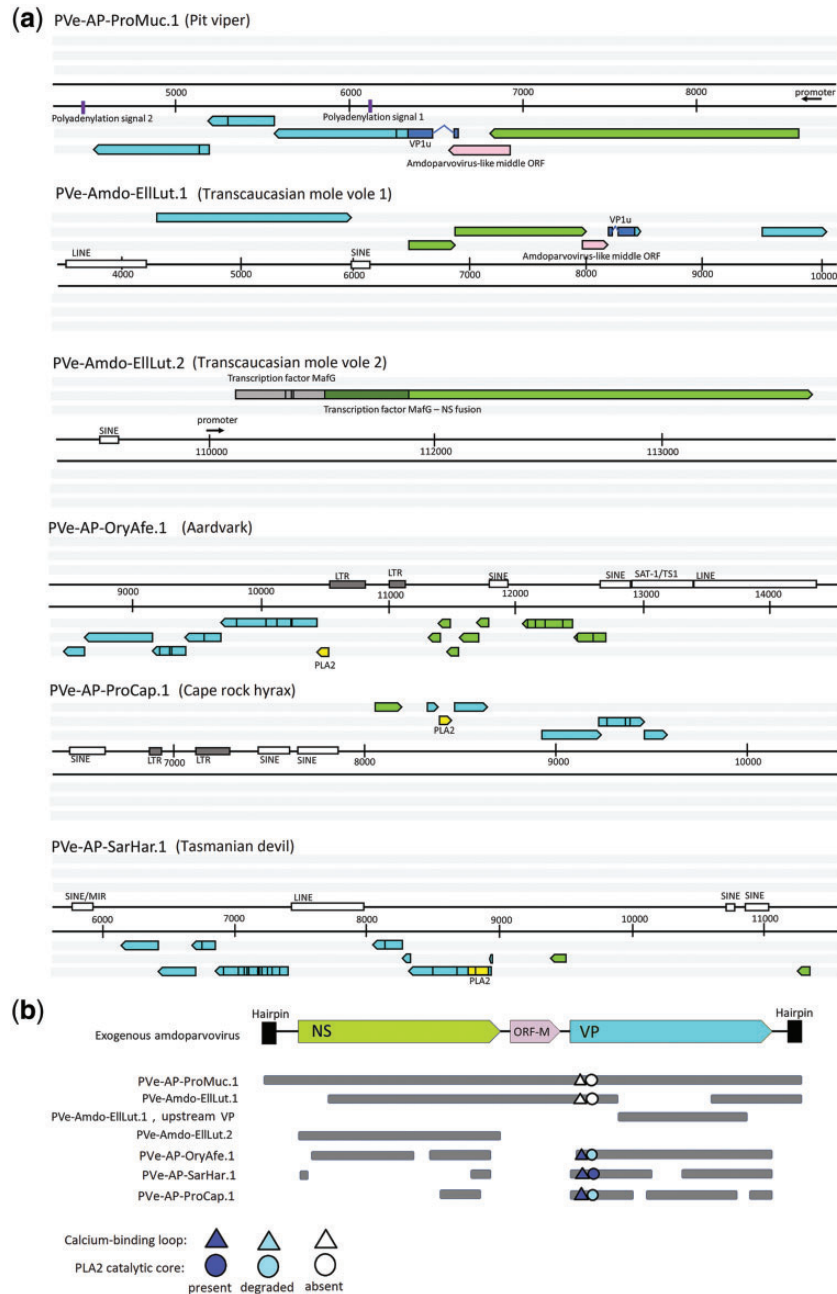 (a)
PVe-AP-ProMuc.1 (Pit viper)
5000 6000 7000 8000
promoter
Polyadenylation signal 2
Polyadenylation signal 1
VP1u
Amdoparvovirus-like middle ORF
PVe-Amdo-EllLut.1 (Transcaucasian mole vole 1)
VP1u
LINE SINE
Amdoparvovirus-like middle ORF
4000 5000 6000 7000 8000 9000 10000
PVe-Amdo-EllLut.2 (Transcaucasian mole vole 2)
Transcription factor MafG
Transcription factor MafG – NS fusion
promoter
SINE
110000 112000 113000
PVe-AP-OryAfe.1 (Aardvark)
LTR LTR SINE SINE SAT-1/TS1 LINE
9000 10000 11000 12000 13000 14000
PLA2
PVe-AP-ProCap.1 (Cape rock hyrax)
PLA2
SINE LTR 7000 LTR SINE SINE 8000 9000 10000
PVe-AP-SarHar.1 (Tasmanian devil)
SINE/MIR LINE SINE SINE
6000 7000 8000 9000 10000 11000
PLA2
(b)
Hairpin Hairpin
Exogenous amdoparvovirus NS ORF-M VP
PVe-AP-ProMuc.1
PVe-Amdo-EllLut.1
PVe-Amdo-EllLut.1 , upstream VP
PVe-Amdo-EllLut.2
PVe-AP-OryAfe.1
PVe-AP-SarHar.1
PVe-AP-ProCap.1
Calcium-binding loop:
PLA2 catalytic core:
present degraded absent